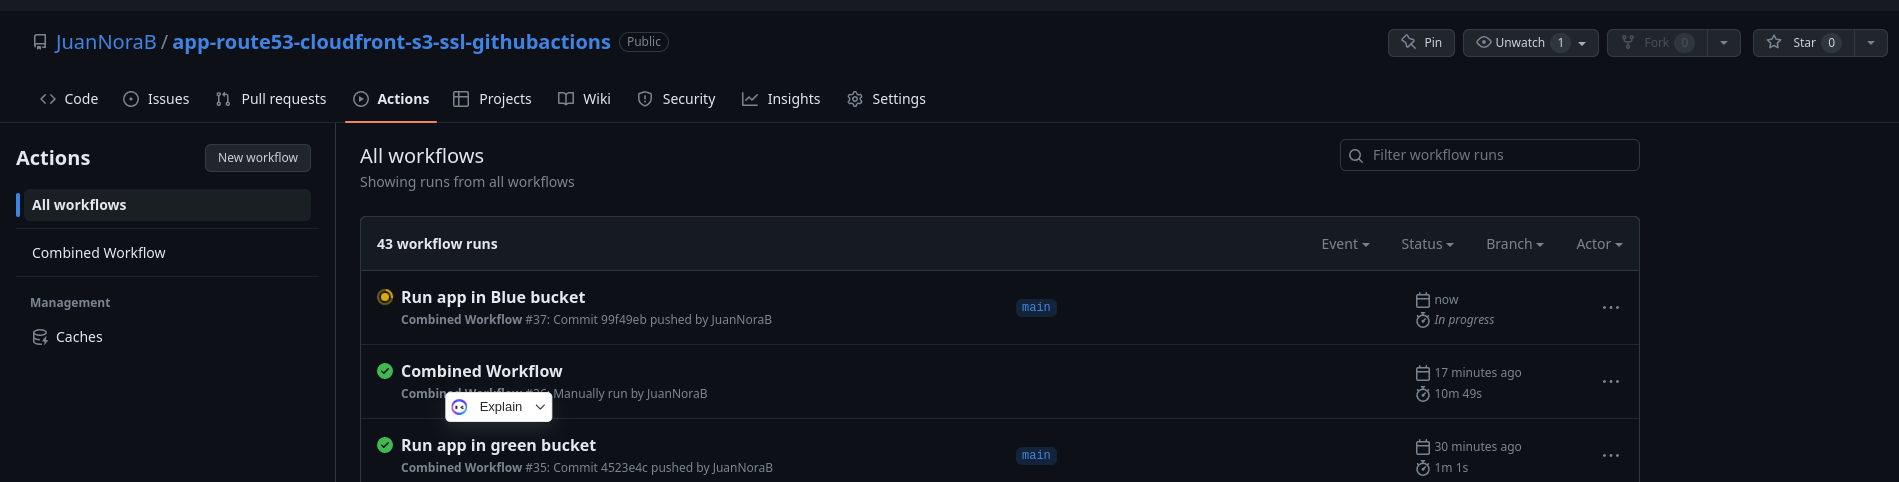 JuanNoraB / app-route53-cloudfront-s3-ssl-githubactions Public
Pin Unwatch 1 Fork 0 Star 0
Code Issues Pull requests Actions Projects Wiki Security Insights Settings
Actions New workflow
All workflows
Combined Workflow
Management
Caches
All workflows
Filter workflow runs
Showing runs from all workflows
43 workflow runs Event Status Branch Actor
Run app in Blue bucket
Combined Workflow #37: Commit 99f49eb pushed by JuanNoraB
main
now
In progress
Combined Workflow
Combined Workflow #36: Manually run by JuanNoraB
17 minutes ago
10m 49s
Explain
Run app in green bucket
Combined Workflow #35: Commit 4523e4c pushed by JuanNoraB
main
30 minutes ago
1m 1s